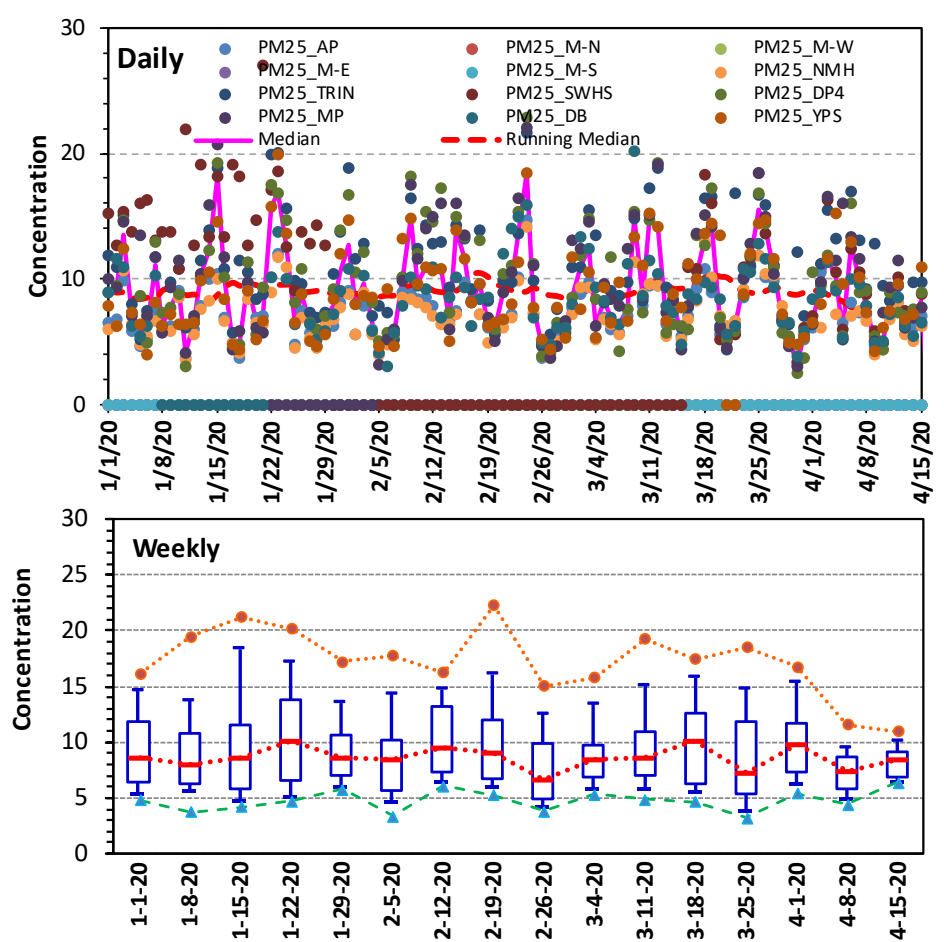 30
Daily
PM25_AP PM25_M-N PM25_M-W
PM25_M-E PM25_M-S PM25_NMH
PM25_TRIN PM25_SWHS PM25_DP4
PM25_MP PM25_DB PM25_YPS
Median Running Median
20
10
0
Concentration
1/1/20 1/8/20 1/15/20 1/22/20 1/29/20 2/5/20 2/12/20 2/19/20 2/26/20 3/4/20 3/11/20 3/18/20 3/25/20 4/1/20 4/8/20 4/15/20
30
Weekly
25
20
15
10
5
0
Concentration
1-1-20 1-8-20 1-15-20 1-22-20 1-29-20 2-5-20 2-12-20 2-19-20 2-26-20 3-4-20 3-11-20 3-18-20 3-25-20 4-1-20 4-8-20 4-15-20